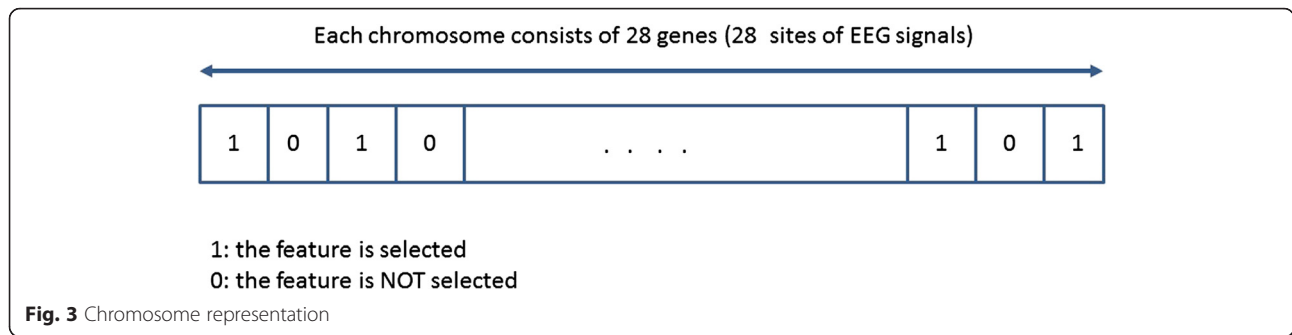 Each chromosome consists of 28 genes (28 sites of EEG signals)
1 0 1 0 . . . . 1 0 1
1: the feature is selected
0: the feature is NOT selected
Fig. 3 Chromosome representation